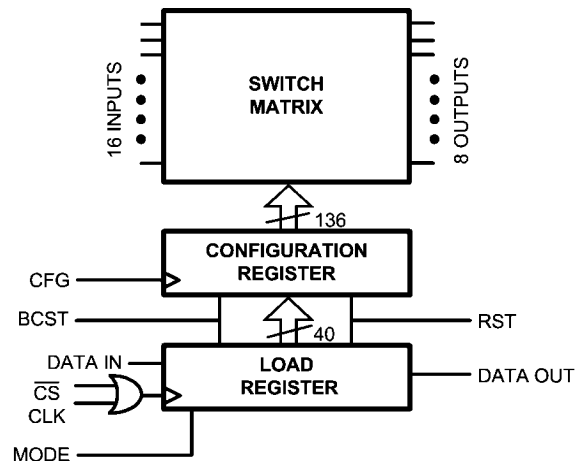 16 INPUTS
SWITCH
MATRIX
8 OUTPUTS
136
CONFIGURATION
REGISTER
CFG
BCST
40
RST
DATA IN
LOAD
REGISTER
DATA OUT
CS
CLK
MODE